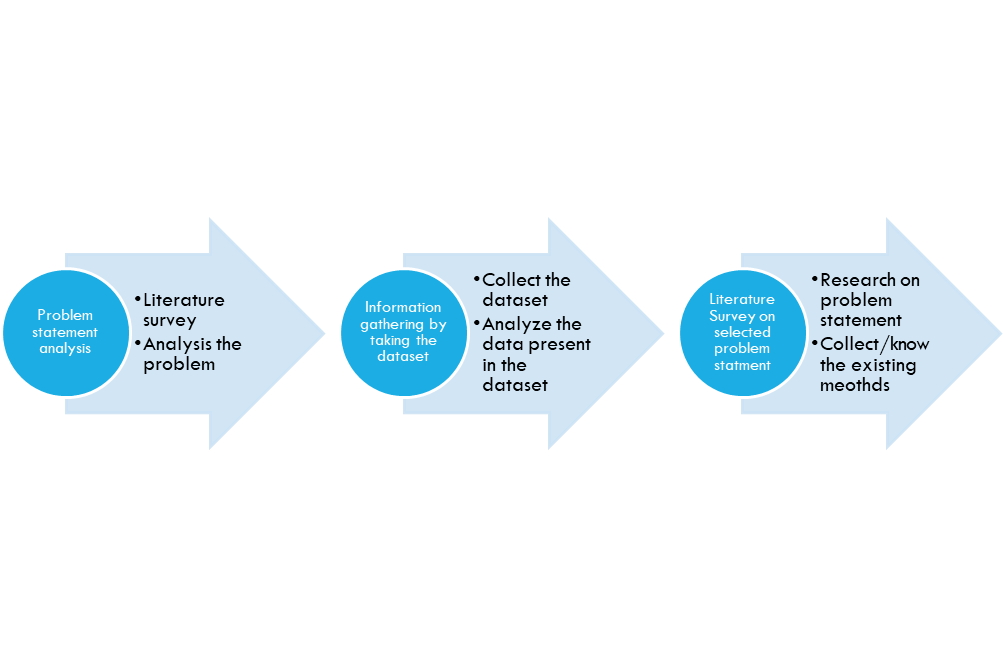 Problem
statement
analysis
•Literature
survey
•Analysis the
problem
Information
gathering by
taking the
dataset
•Collect the
dataset
•Analyze the
data present
in the
dataset
Literature
Survey on
selected
problem
statment
•Research on
problem
statement
•Collect/know
the existing
meothds